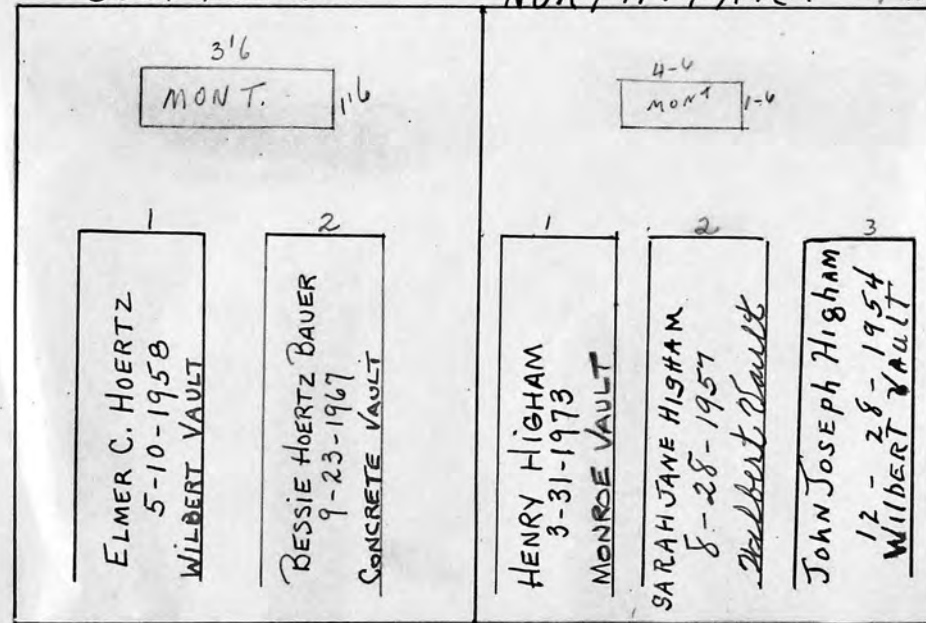 3'6
MONT.
1'6
1
ELMER C. HOERTZ
5-10-1958
WILBERT VAULT
2
BESSIE HOERTZ BAUER
9-23-1967
CONCRETE VAULT
4-6
MONT
1-6
1
HENRY HIGHAM
3-31-1973
MONROE VAULT
2
SARAH JANE HIGHAM
8-28-1957
Wilbert Vault
3
John Joseph Higham
12-28-1954
Wilbert Vault